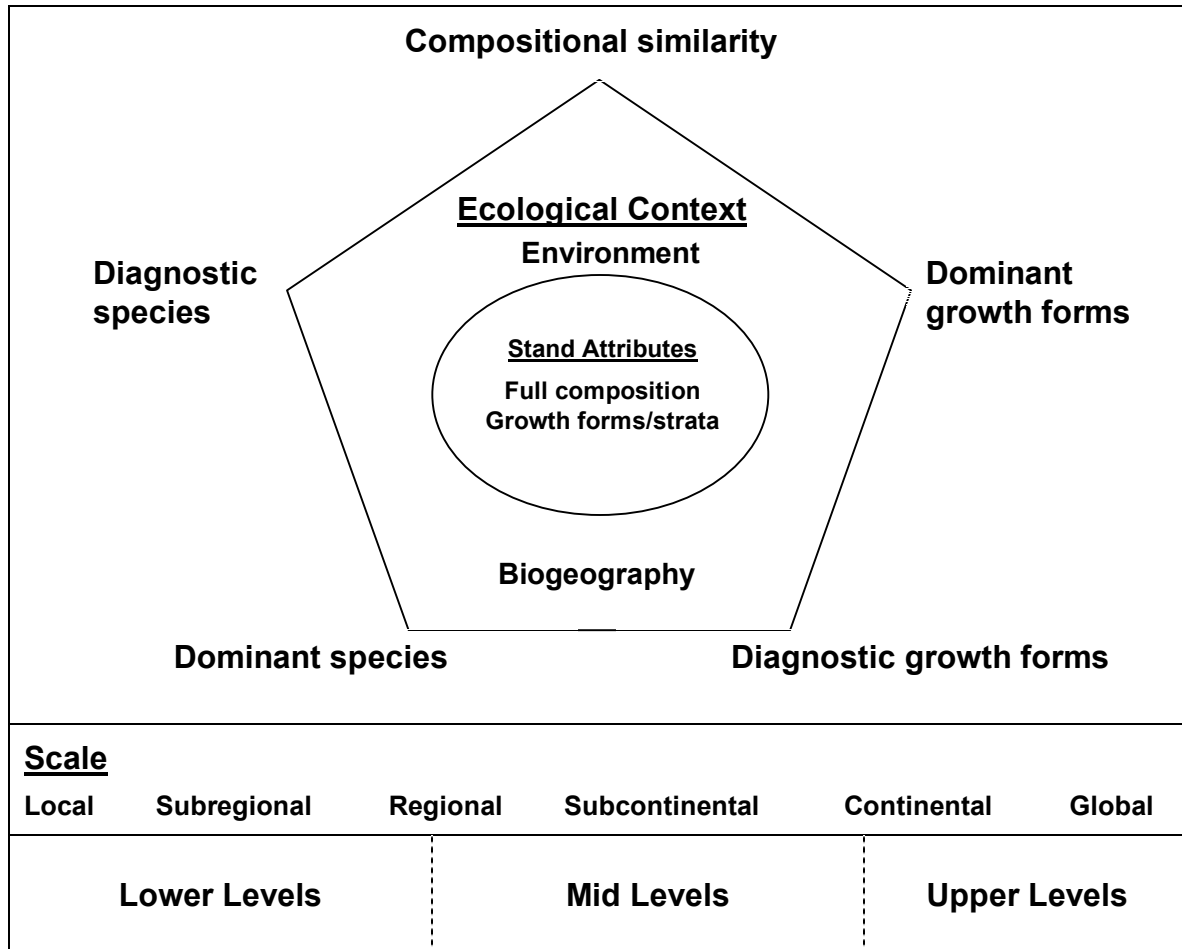 Compositional similarity
Ecological Context
Environment
Diagnostic
species
Dominant
growth forms
Stand Attributes
Full composition
Growth forms/strata
Biogeography
Dominant species
Diagnostic growth forms
Scale
Local Subregional Regional Subcontinental Continental Global
Lower Levels Mid Levels Upper Levels